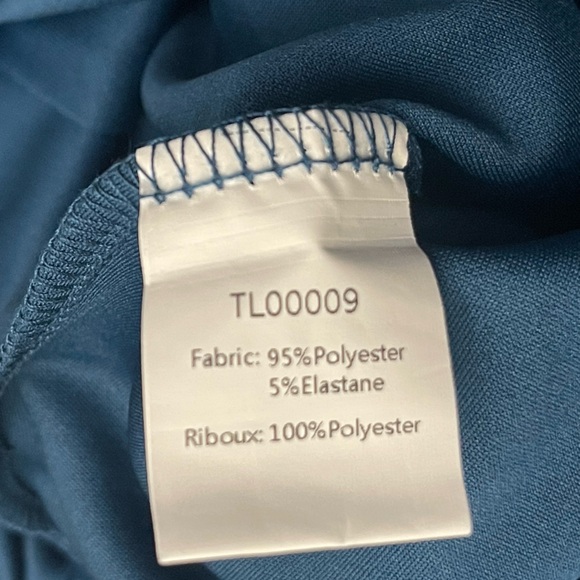 TL00009
Fabric: 95%Polyester
5%Elastane
Riboux: 100%Polyester